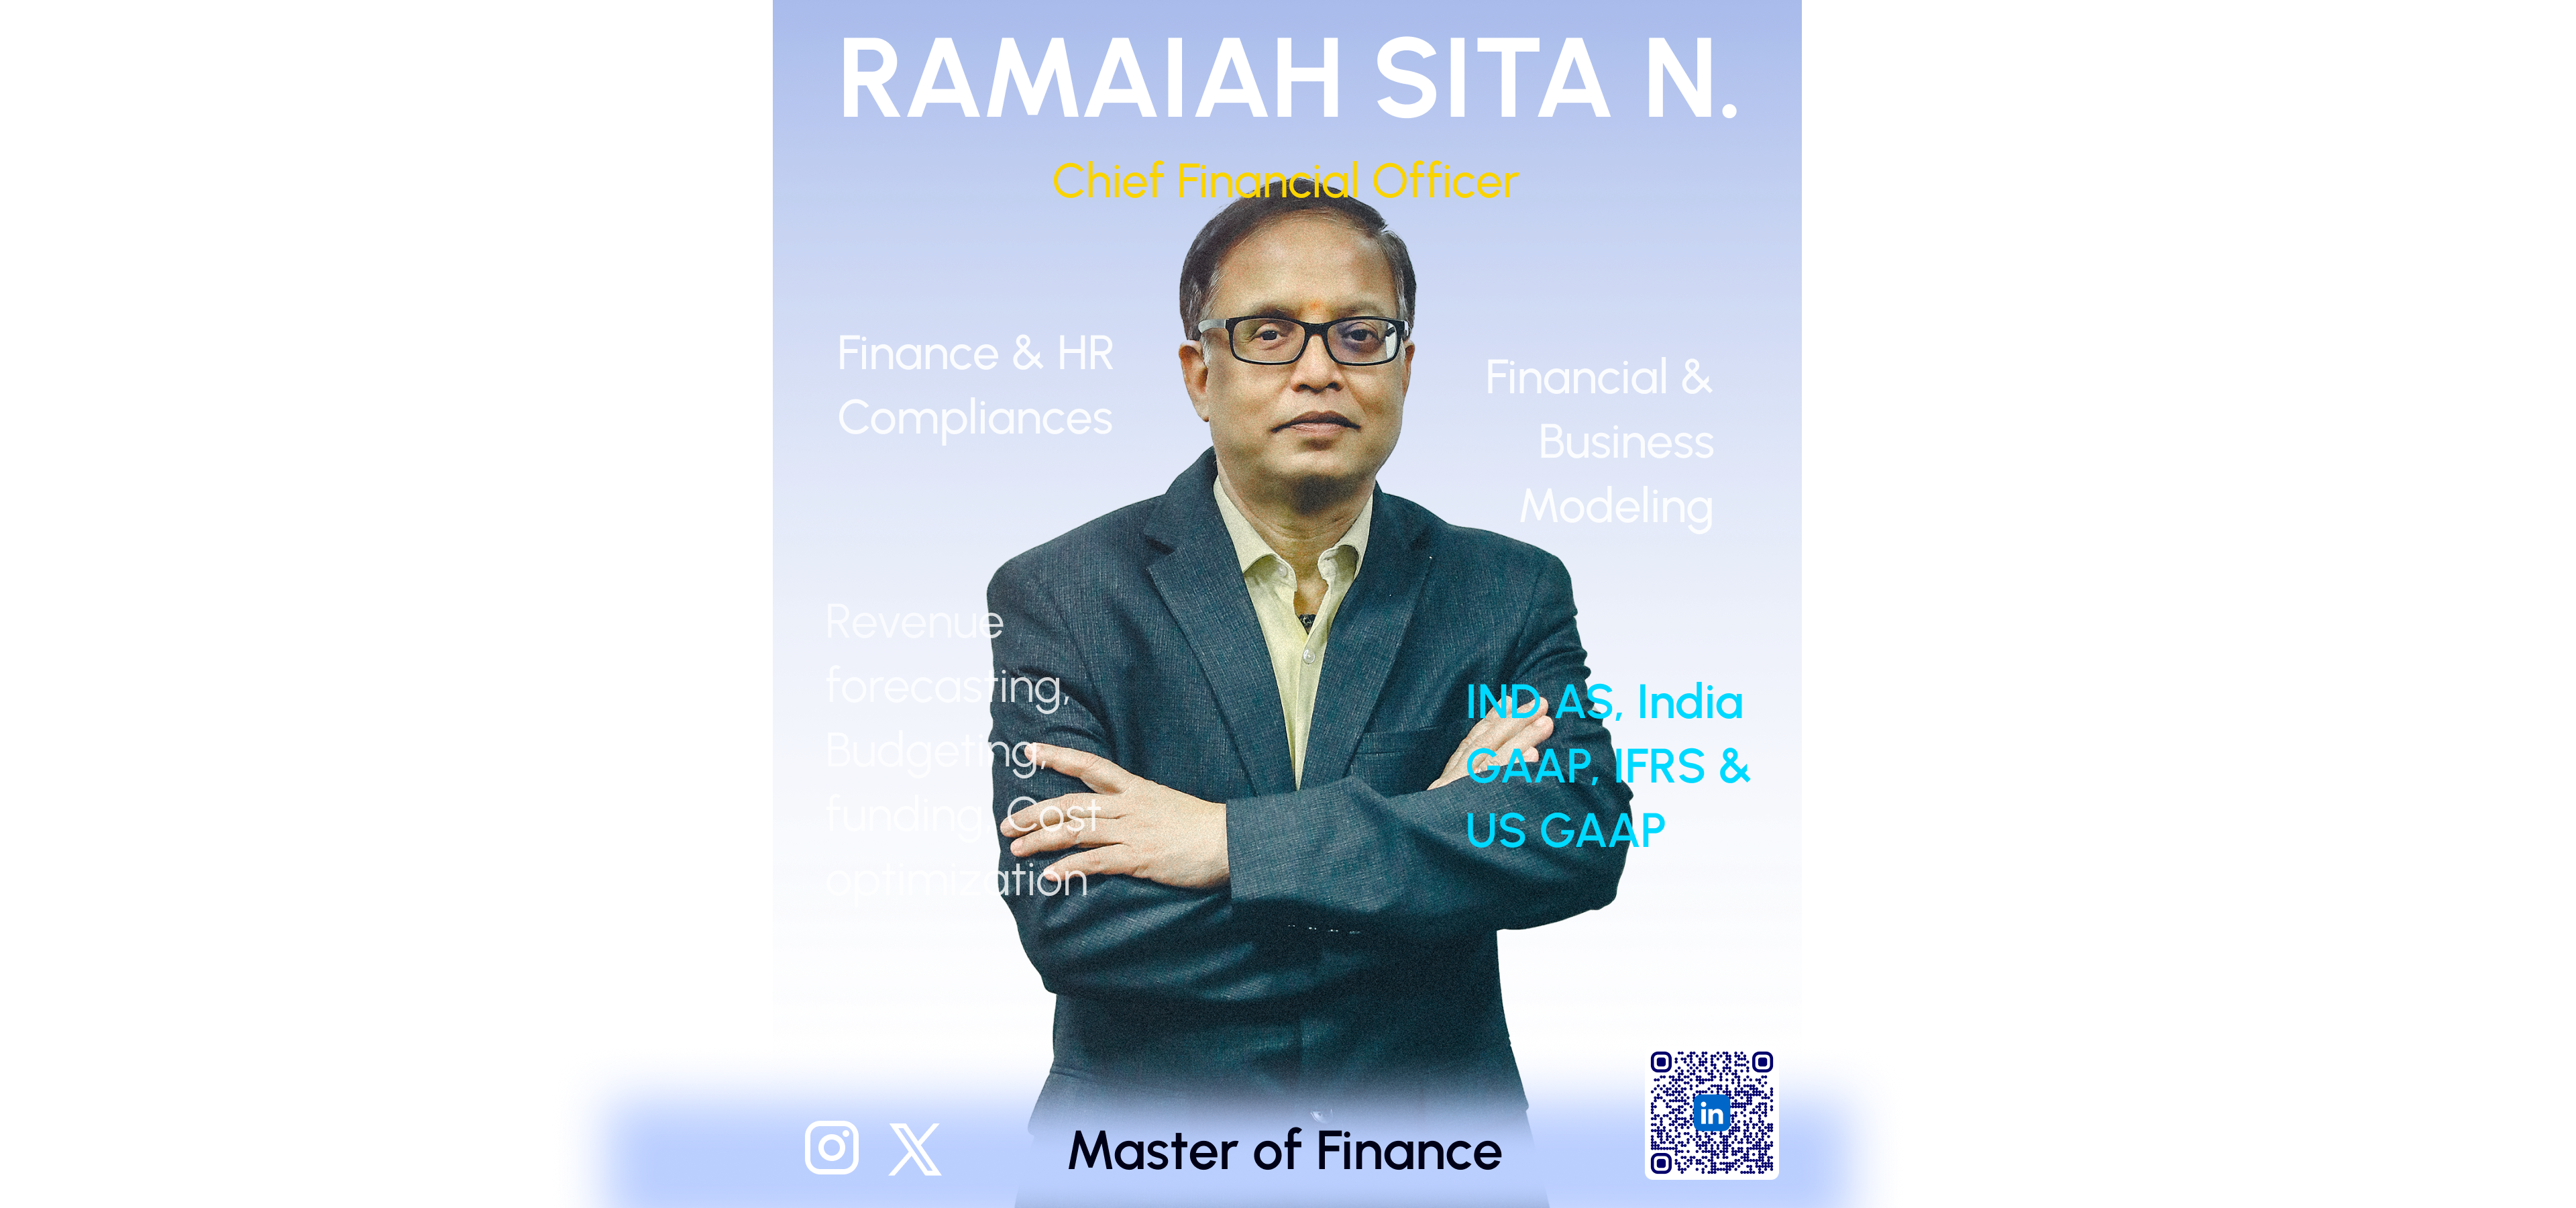 RAMAIAH SITA N.
Chief Financial Officer
Finance & HR
Compliances
Financial &
Business
Modeling
Revenue
forecasting,
Budgeting,
funding, Cost
optimization
IND AS, India
GAAP, IFRS &
US GAAP
in
Master of Finance